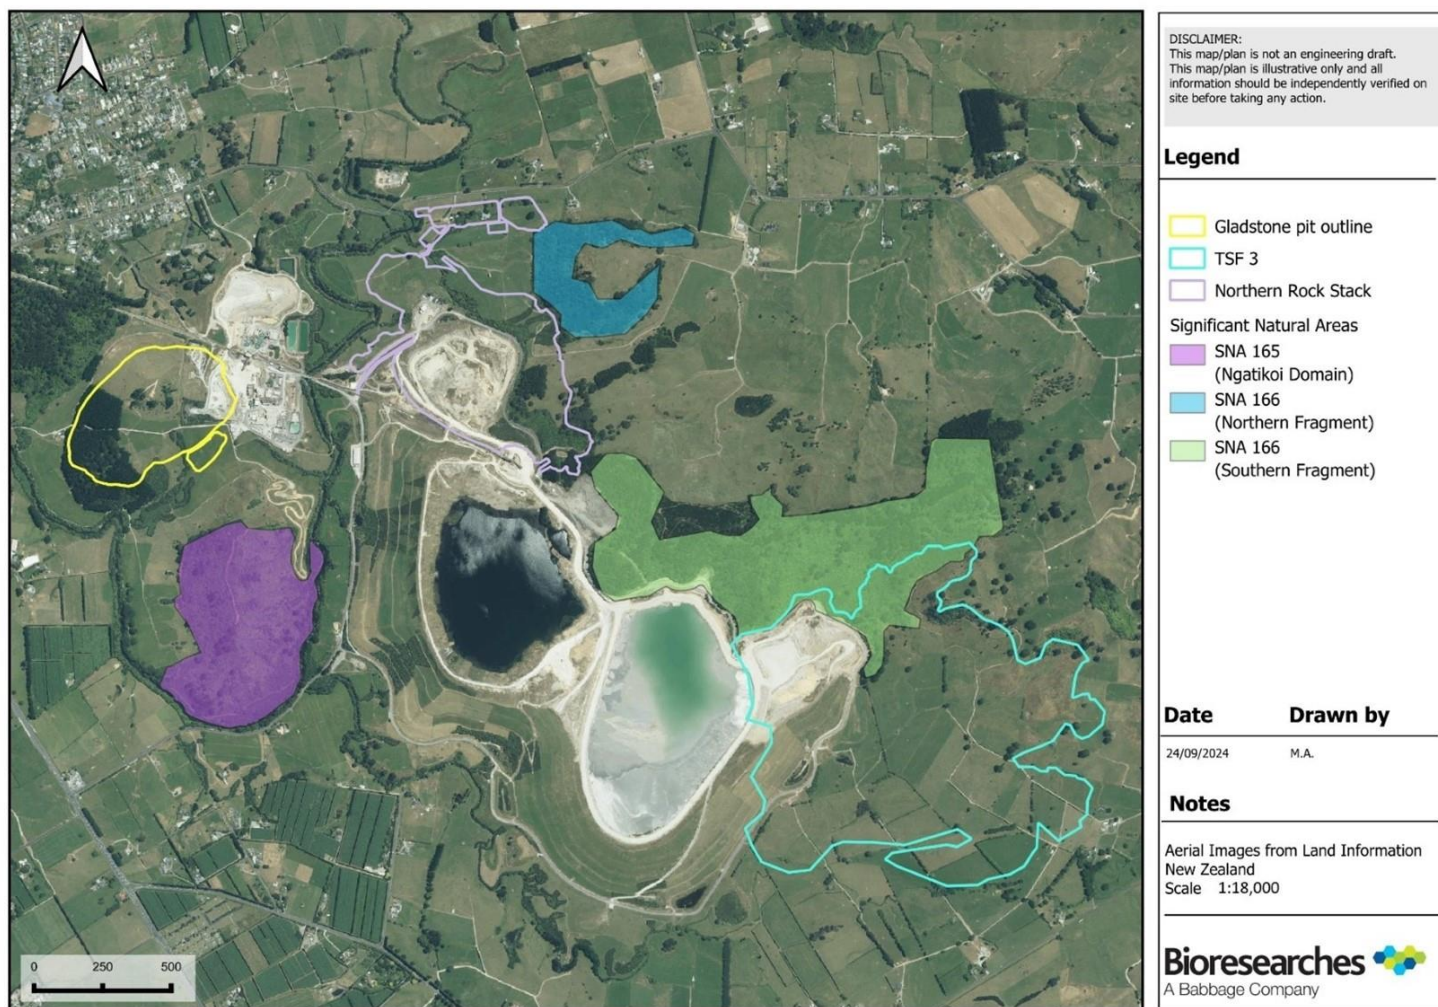 DISCLAIMER:
This map/plan is not an engineering draft.
This map/plan is illustrative only and all
information should be independently verified on
site before taking any action.
Legend
Gladstone pit outline
TSF 3
Northern Rock Stack
Significant Natural Areas
SNA 165
(Ngatikoi Domain)
SNA 166
(Northern Fragment)
SNA 166
(Southern Fragment)
Date Drawn by
24/09/2024 M.A.
Notes
Aerial Images from Land Information
New Zealand
Scale 1:18,000
0 250 500
Bioresearches
A Babbage Company